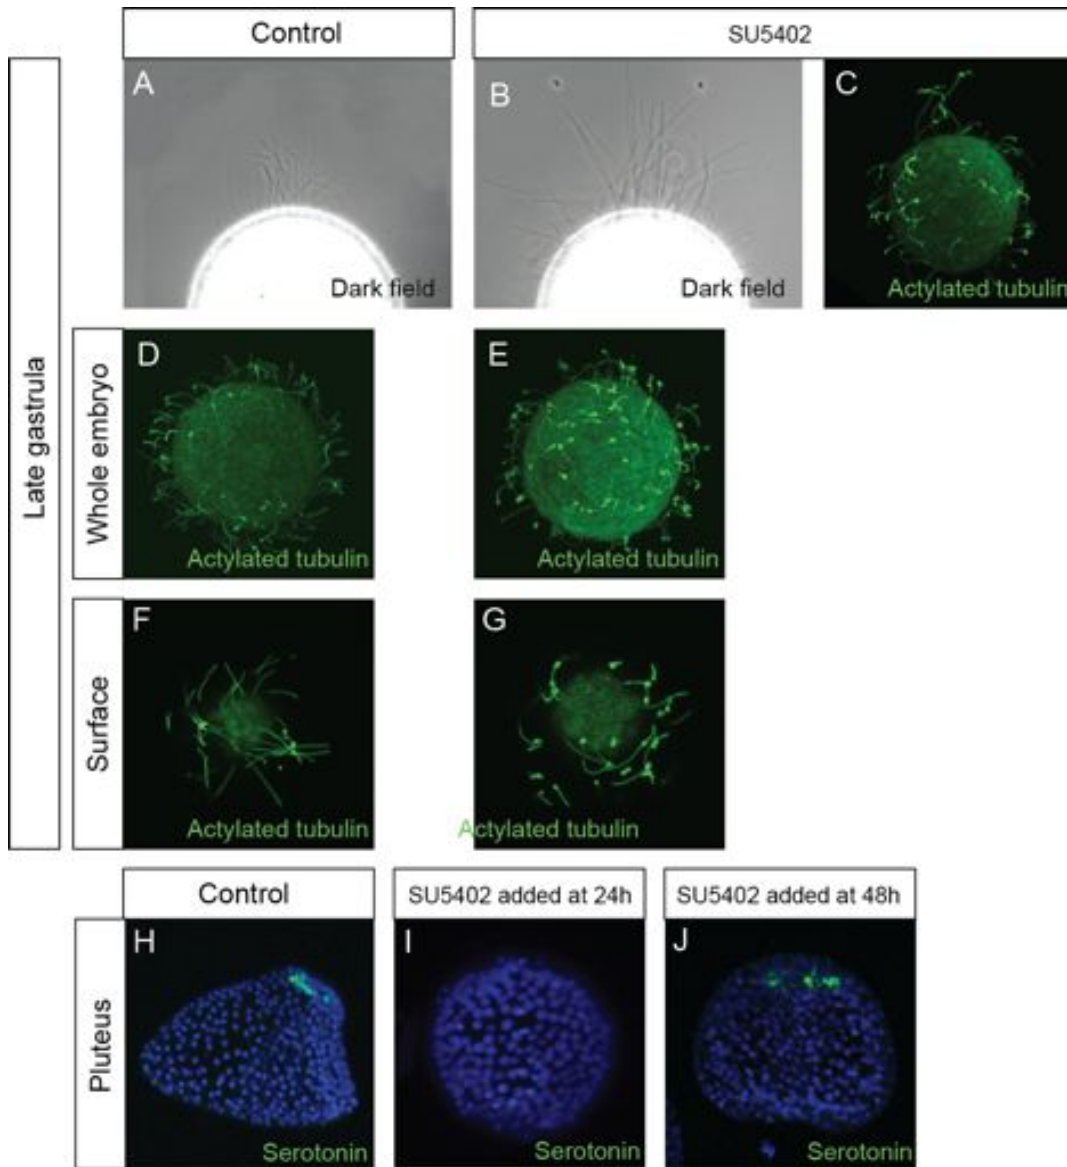 Control
SU5402
A
B
C
Dark field
Dark field
Actylated tubulin
Late gastrula
Whole embryo
D
E
Actylated tubulin
Actylated tubulin
Surface
F
G
Actylated tubulin
Actylated tubulin
Control
SU5402 added at 24h
SU5402 added at 48h
Pluteus
H
I
J
Serotonin
Serotonin
Serotonin